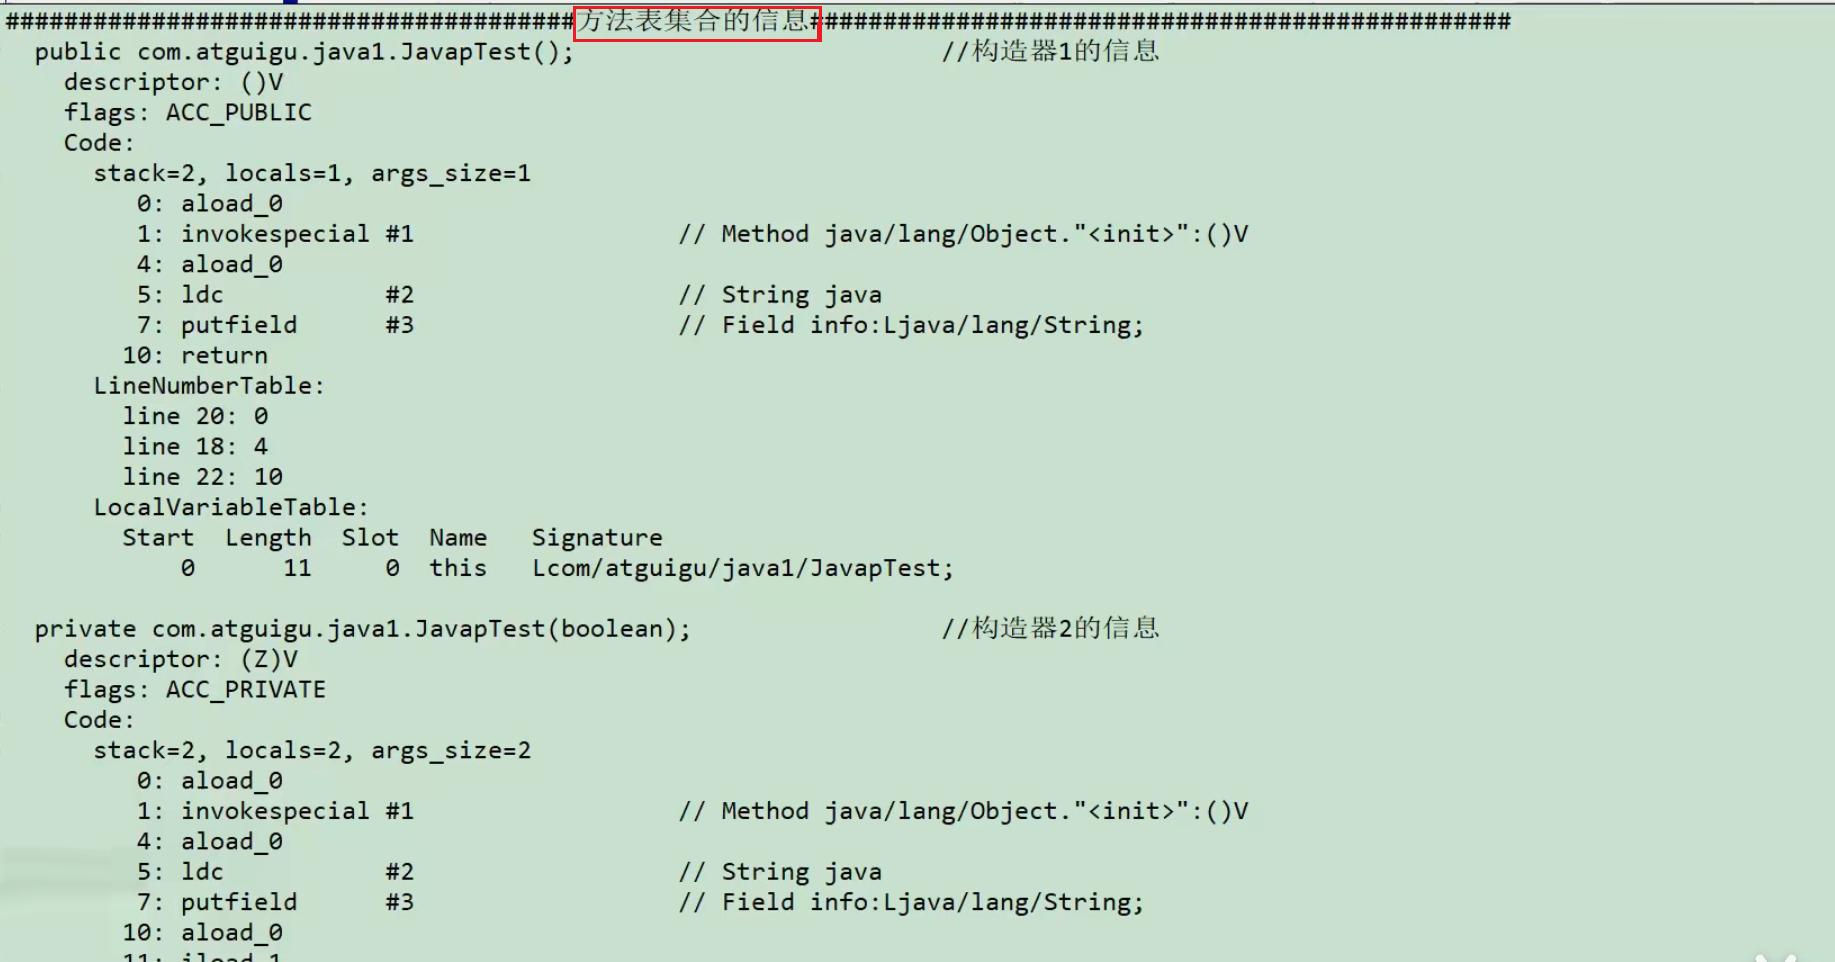 #######################################方法表集合的信息################################################
public com.atguigu.java1.JavapTest();                         //构造器1的信息
descriptor: ()V
flags: ACC_PUBLIC
Code:
stack=2, locals=1, args_size=1
0: aload_0
1: invokespecial #1                  // Method java/lang/Object."<init>":()V
4: aload_0
5: ldc           #2                  // String java
7: putfield      #3                  // Field info:Ljava/lang/String;
10: return
LineNumberTable:
line 20: 0
line 18: 4
line 22: 10
LocalVariableTable:
Start  Length  Slot  Name   Signature
0      11     0  this   Lcom/atguigu/java1/JavapTest;
private com.atguigu.java1.JavapTest(boolean);                 //构造器2的信息
descriptor: (Z)V
flags: ACC_PRIVATE
Code:
stack=2, locals=2, args_size=2
0: aload_0
1: invokespecial #1                  // Method java/lang/Object."<init>":()V
4: aload_0
5: ldc           #2                  // String java
7: putfield      #3                  // Field info:Ljava/lang/String;
10: aload_0
11: iload_1